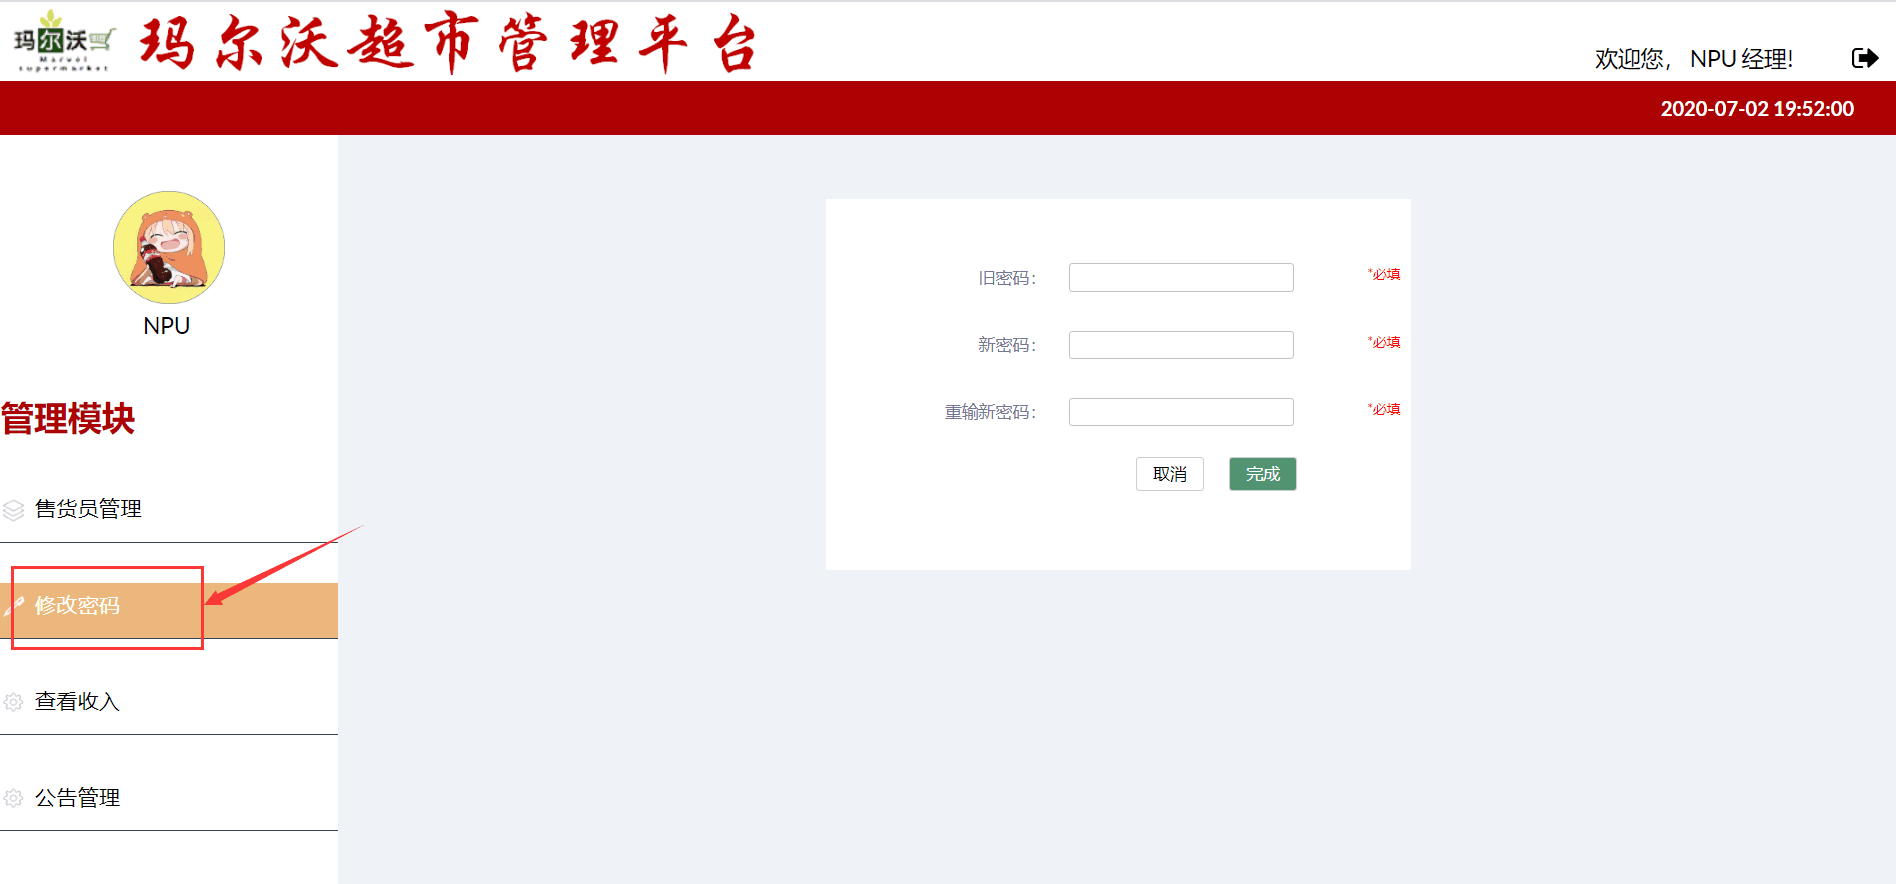 玛尔沃
Marvol
supermarket
玛尔沃超市管理平台
欢迎您， NPU 经理!
2020-07-02 19:52:00
NPU
管理模块
售货员管理
修改密码
查看收入
公告管理
旧密码：
*必填
新密码：
*必填
重输新密码：
*必填
取消 完成